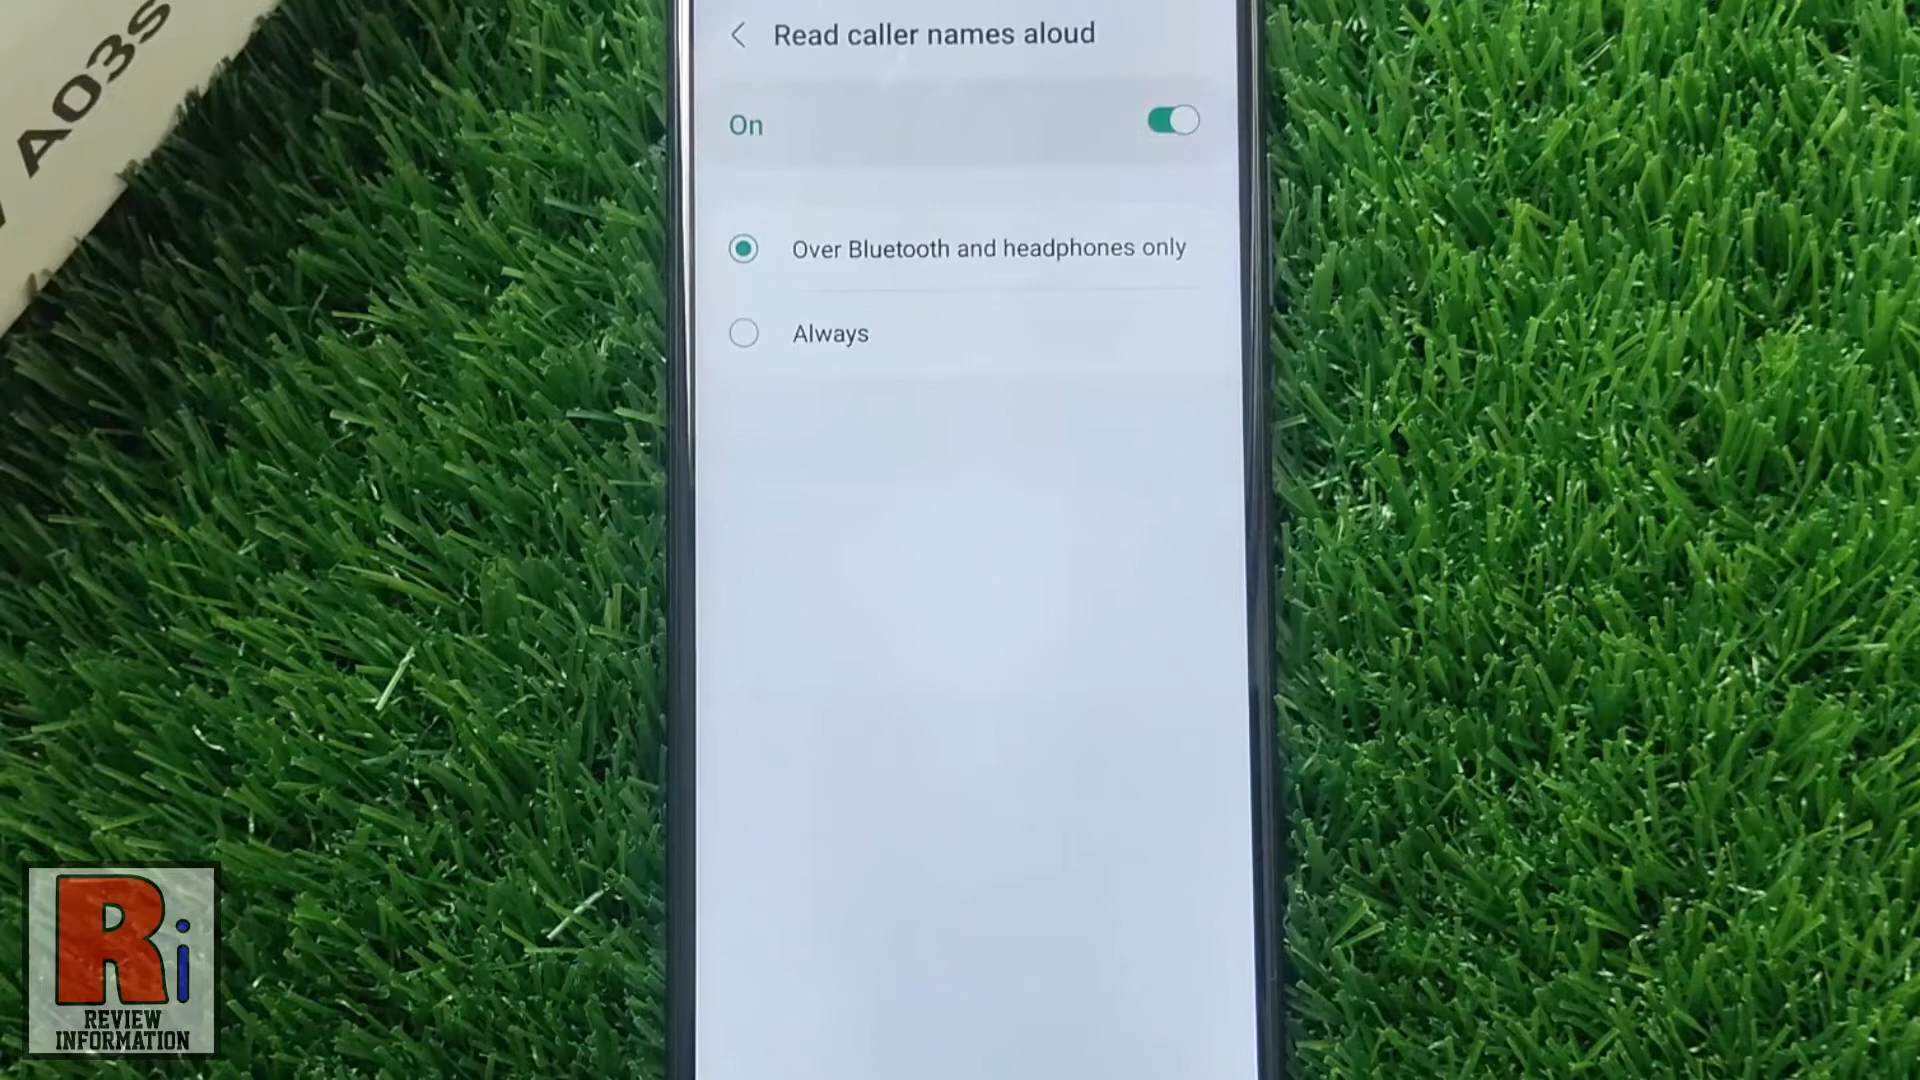 A03s
Read caller names aloud
On
Over Bluetooth and headphones only
Always
Ri
REVIEW
INFORMATION